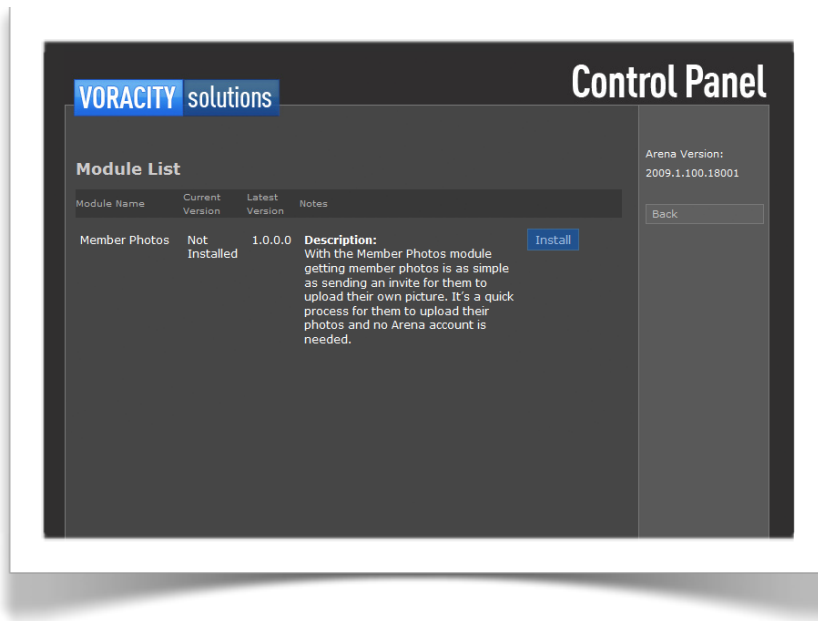 Control Panel
VORACITY solutions
Module List
Module Name
Current
Version
Latest
Version
Notes
Member Photos
Not
Installed
1.0.0.0
Description:
With the Member Photos module
getting member photos is as simple
as sending an invite for them to
upload their own picture. It's a quick
process for them to upload their
photos and no Arena account is
needed.
Install
Arena Version:
2009.1.100.18001
Back